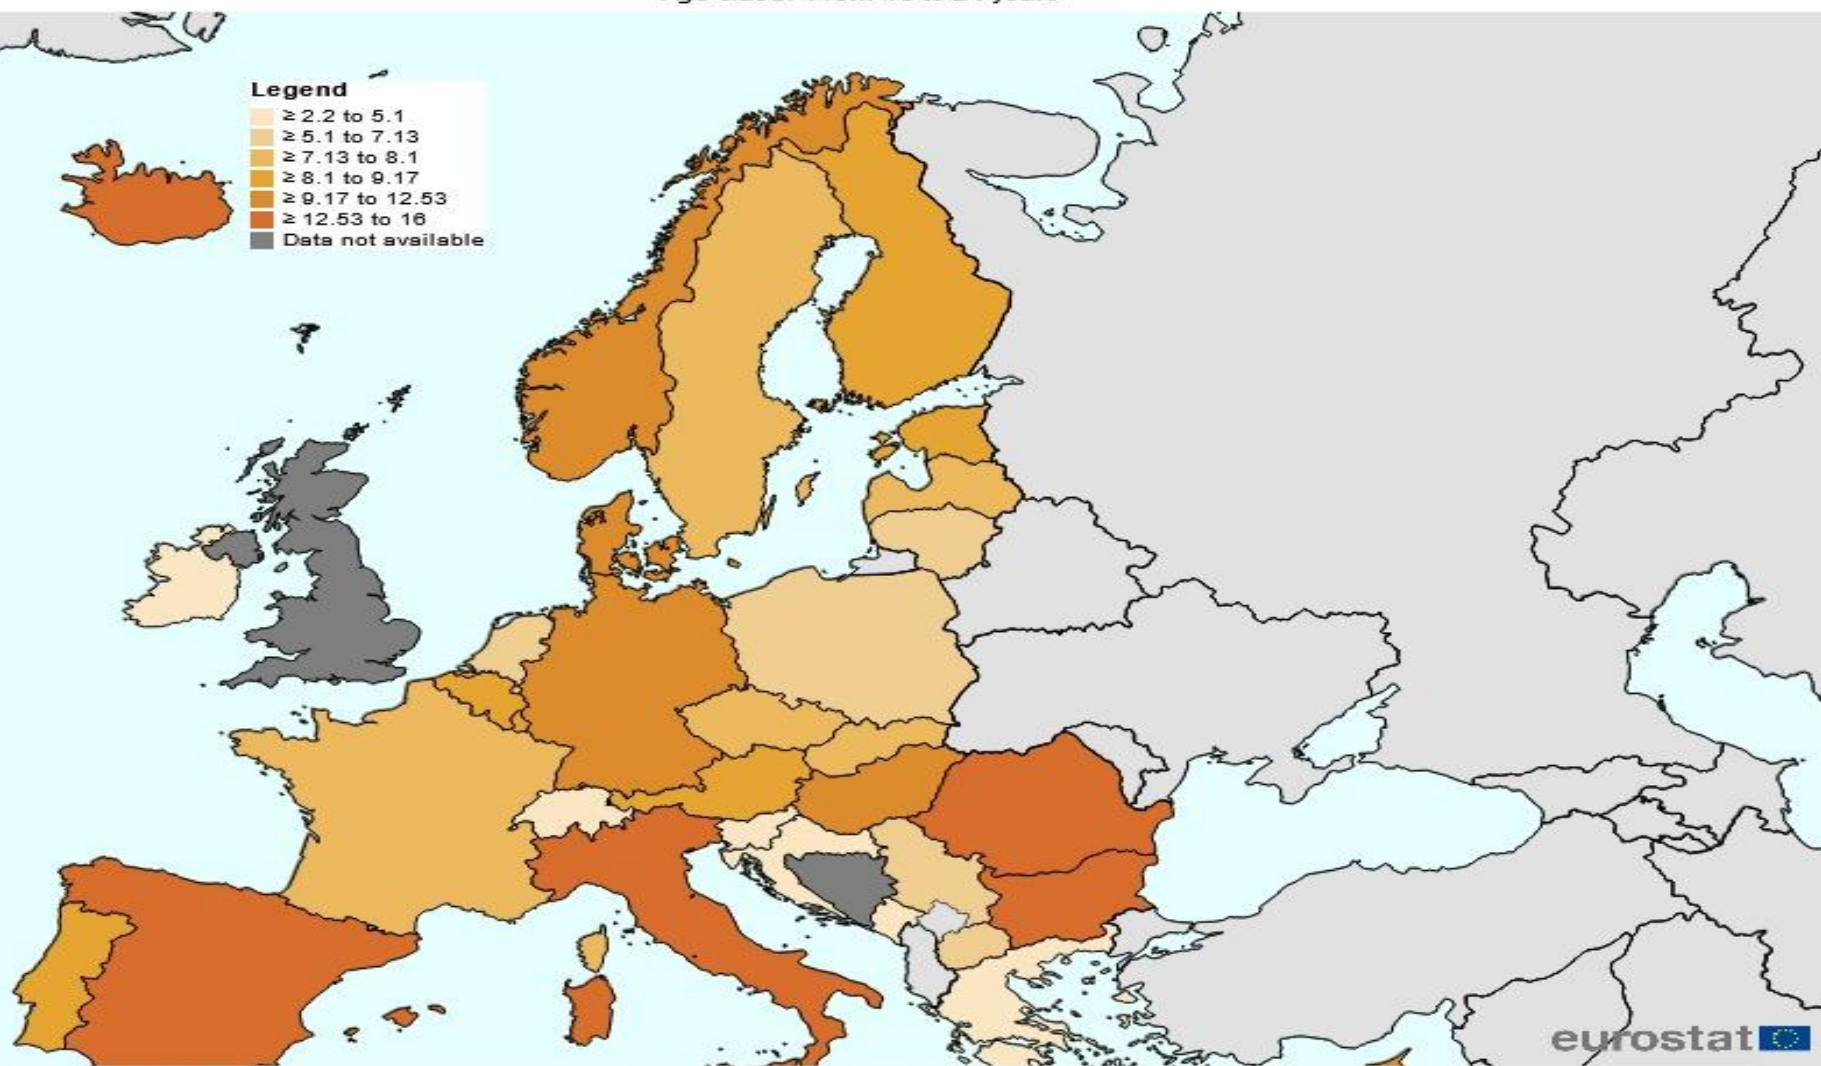 Legend
≥ 2.2 to 5.1
≥ 5.1 to 7.13
≥ 7.13 to 8.1
≥ 8.1 to 9.17
≥ 9.17 to 12.53
≥ 12.53 to 16
Data not available
eurostat